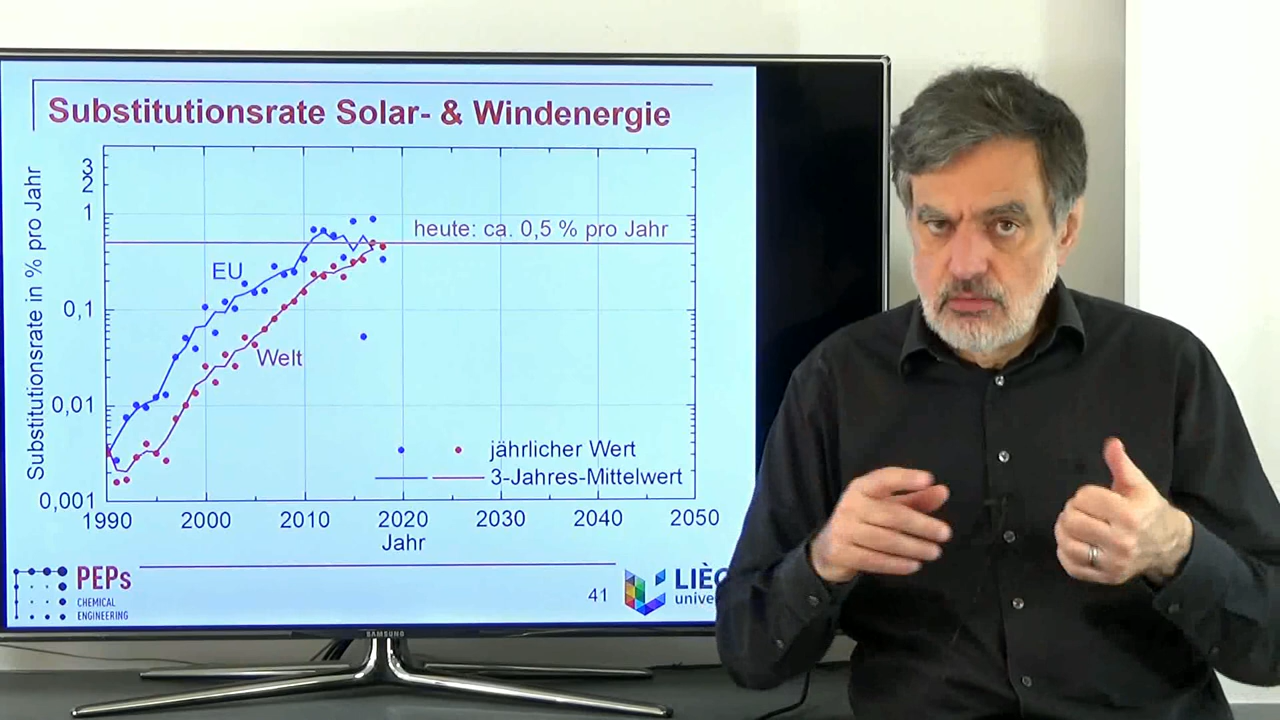 Substitutionsrate Solar- & Windenergie
Substitutionsrate in % pro Jahr
3
2
1
0,1
0,01
0,001
heute: ca. 0,5 % pro Jahr
EU
Welt
jährlicher Wert
3-Jahres-Mittelwert
1990 2000 2010 2020 2030 2040 2050
Jahr
PEPs
CHEMICAL
ENGINEERING
41
LIÈG
unive
SAMSUNG